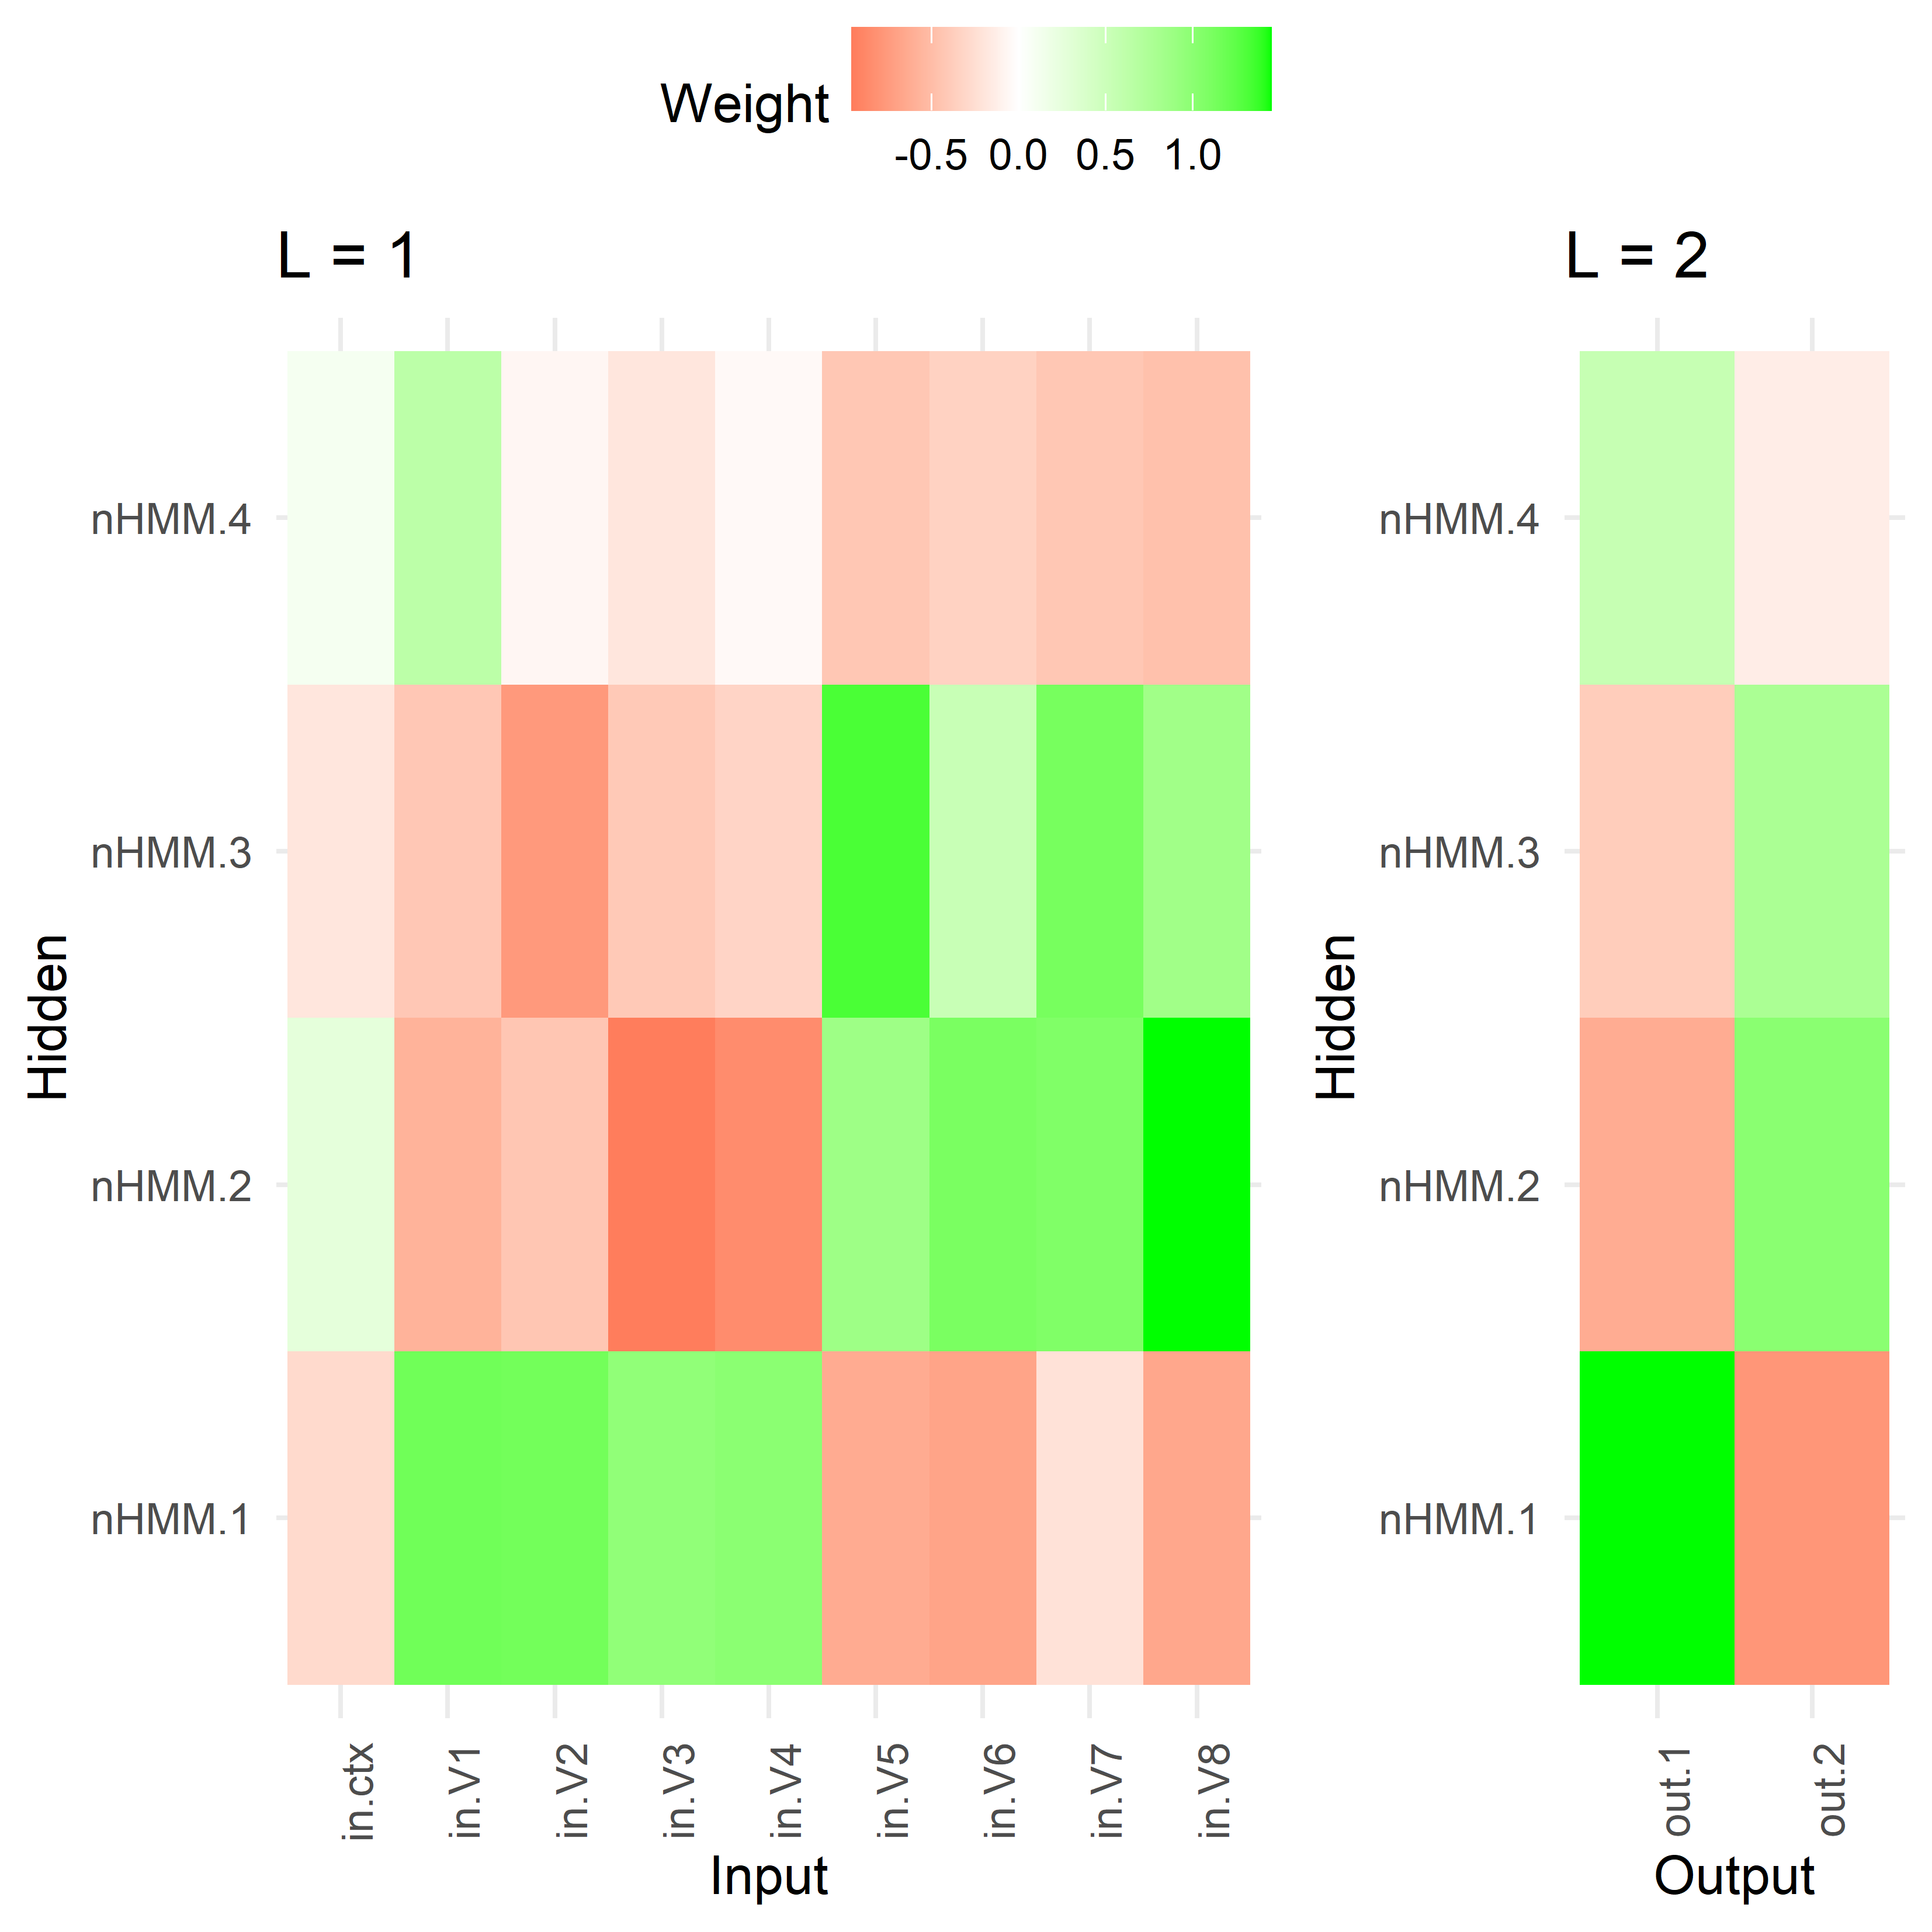 Weight
-0.5 0.0 0.5 1.0
L = 1
nHMM.4
nHMM.3
nHMM.2
nHMM.1
Hidden
in.ctx in.V1 in.V2 in.V3 in.V4 in.V5 in.V6 in.V7 in.V8
Input
L = 2
nHMM.4
nHMM.3
nHMM.2
nHMM.1
Hidden
out.1 out.2
Output